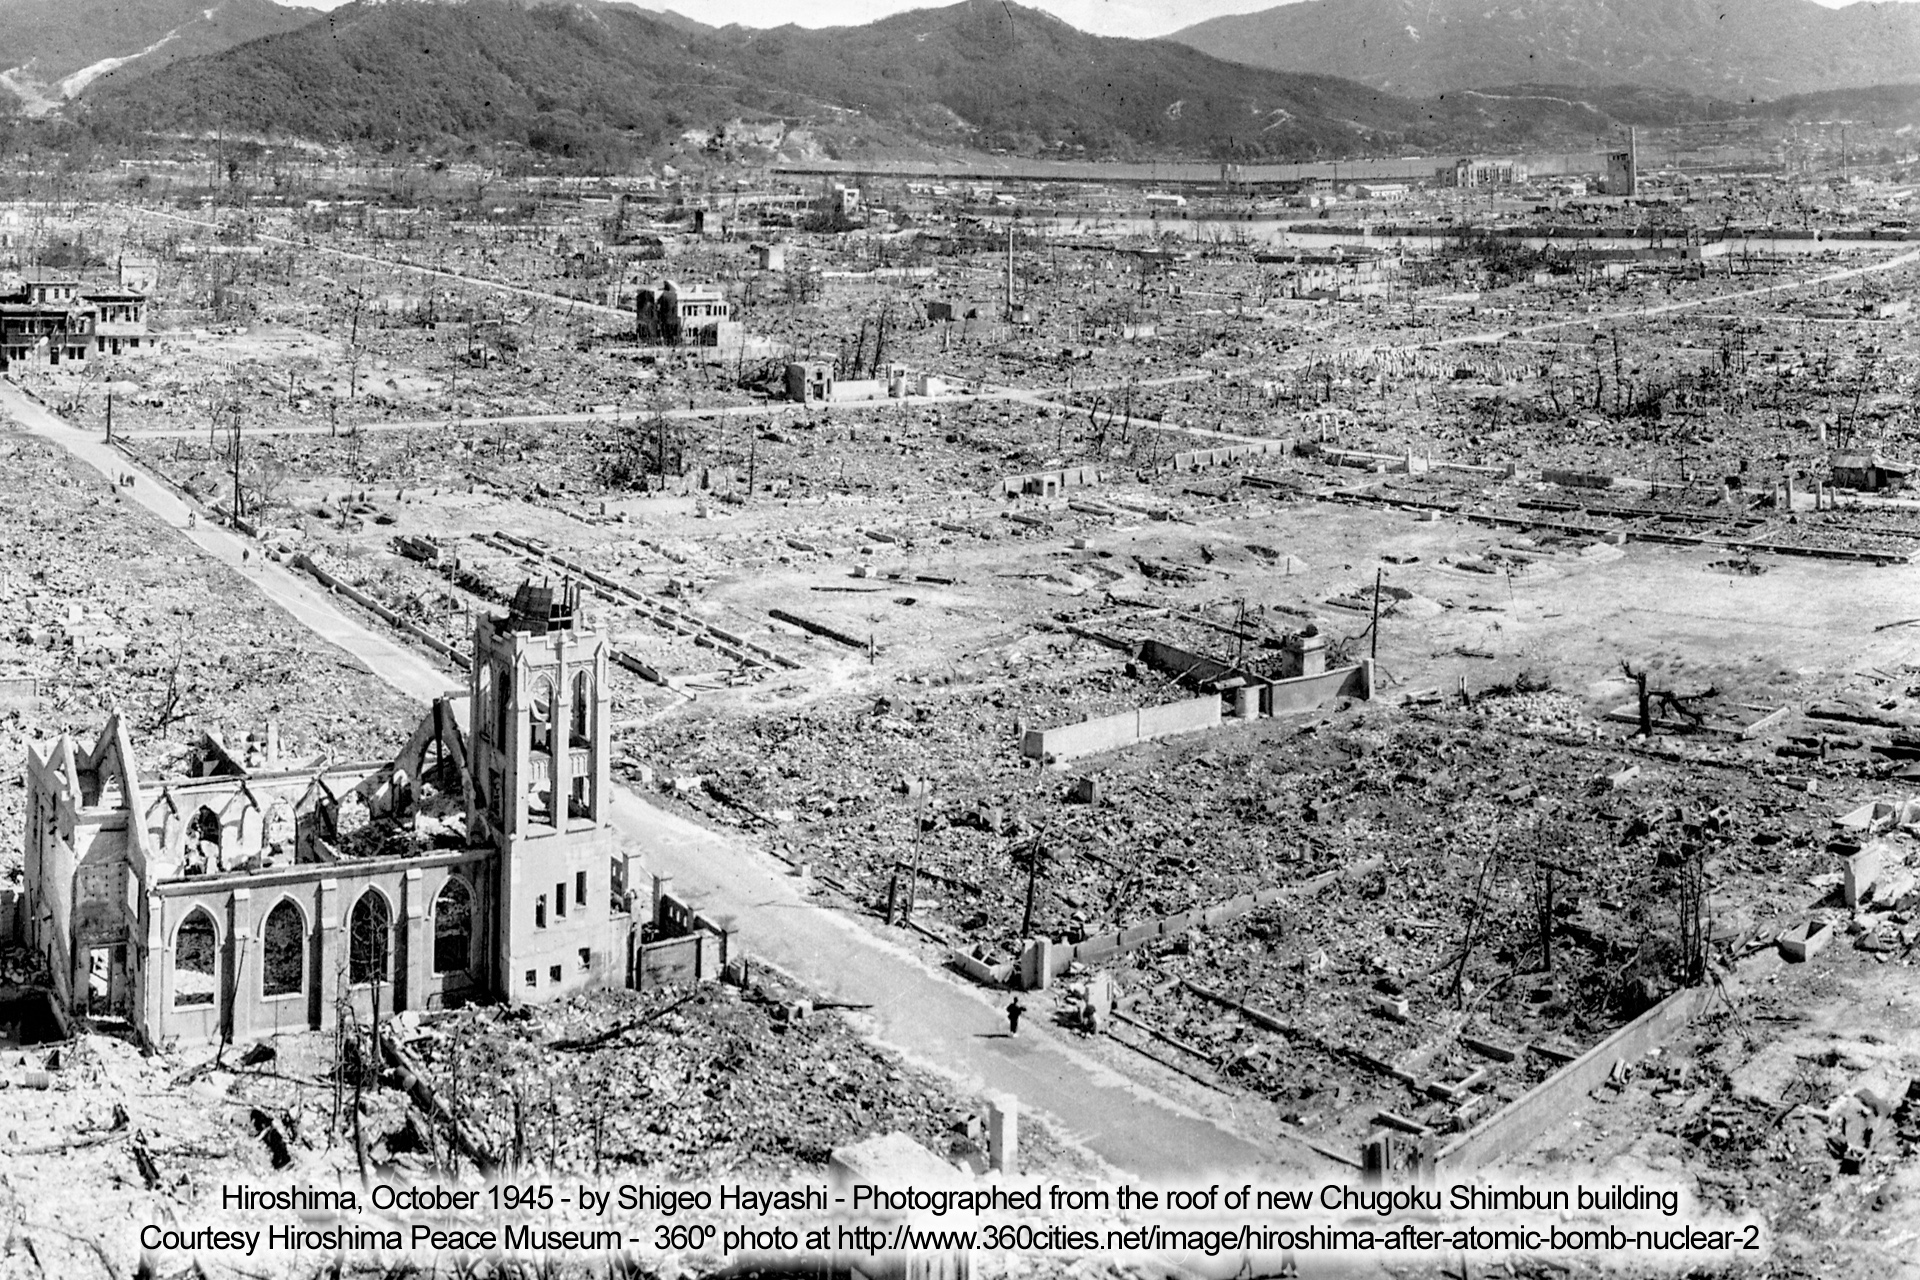 Hiroshima, October 1945 - by Shigeo Hayashi - Photographed from the roof of new Chugoku Shimbun building
Courtesy Hiroshima Peace Museum - 360º photo at http://www.360cities.net/image/hiroshima-after-atomic-bomb-nuclear-2